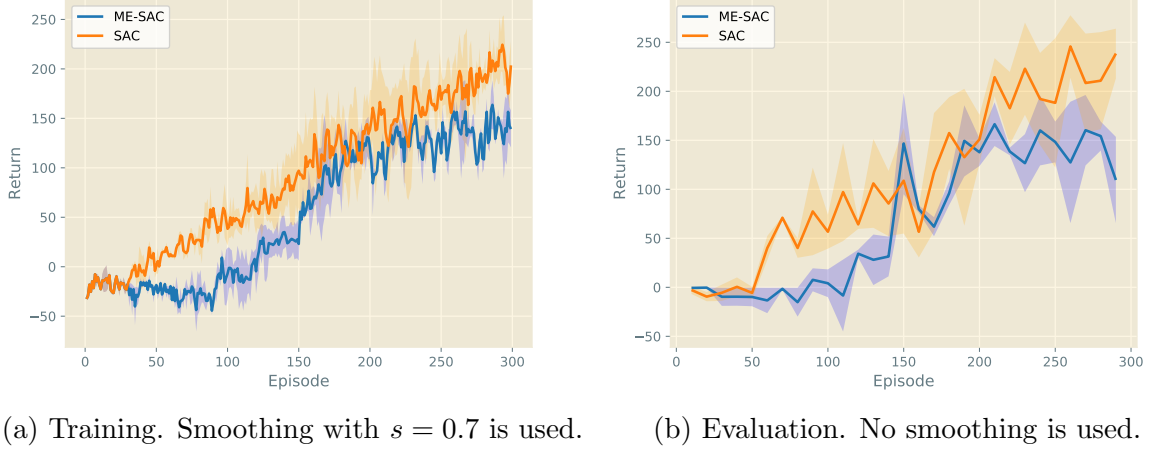 250
200
150
100
50
0
−50
Return
ME-SAC
SAC
0 50 100 150 200 250 300
Episode
250
200
150
100
50
0
−50
Return
ME-SAC
SAC
0 50 100 150 200 250 300
Episode
(a) Training. Smoothing with s = 0.7 is used.
(b) Evaluation. No smoothing is used.